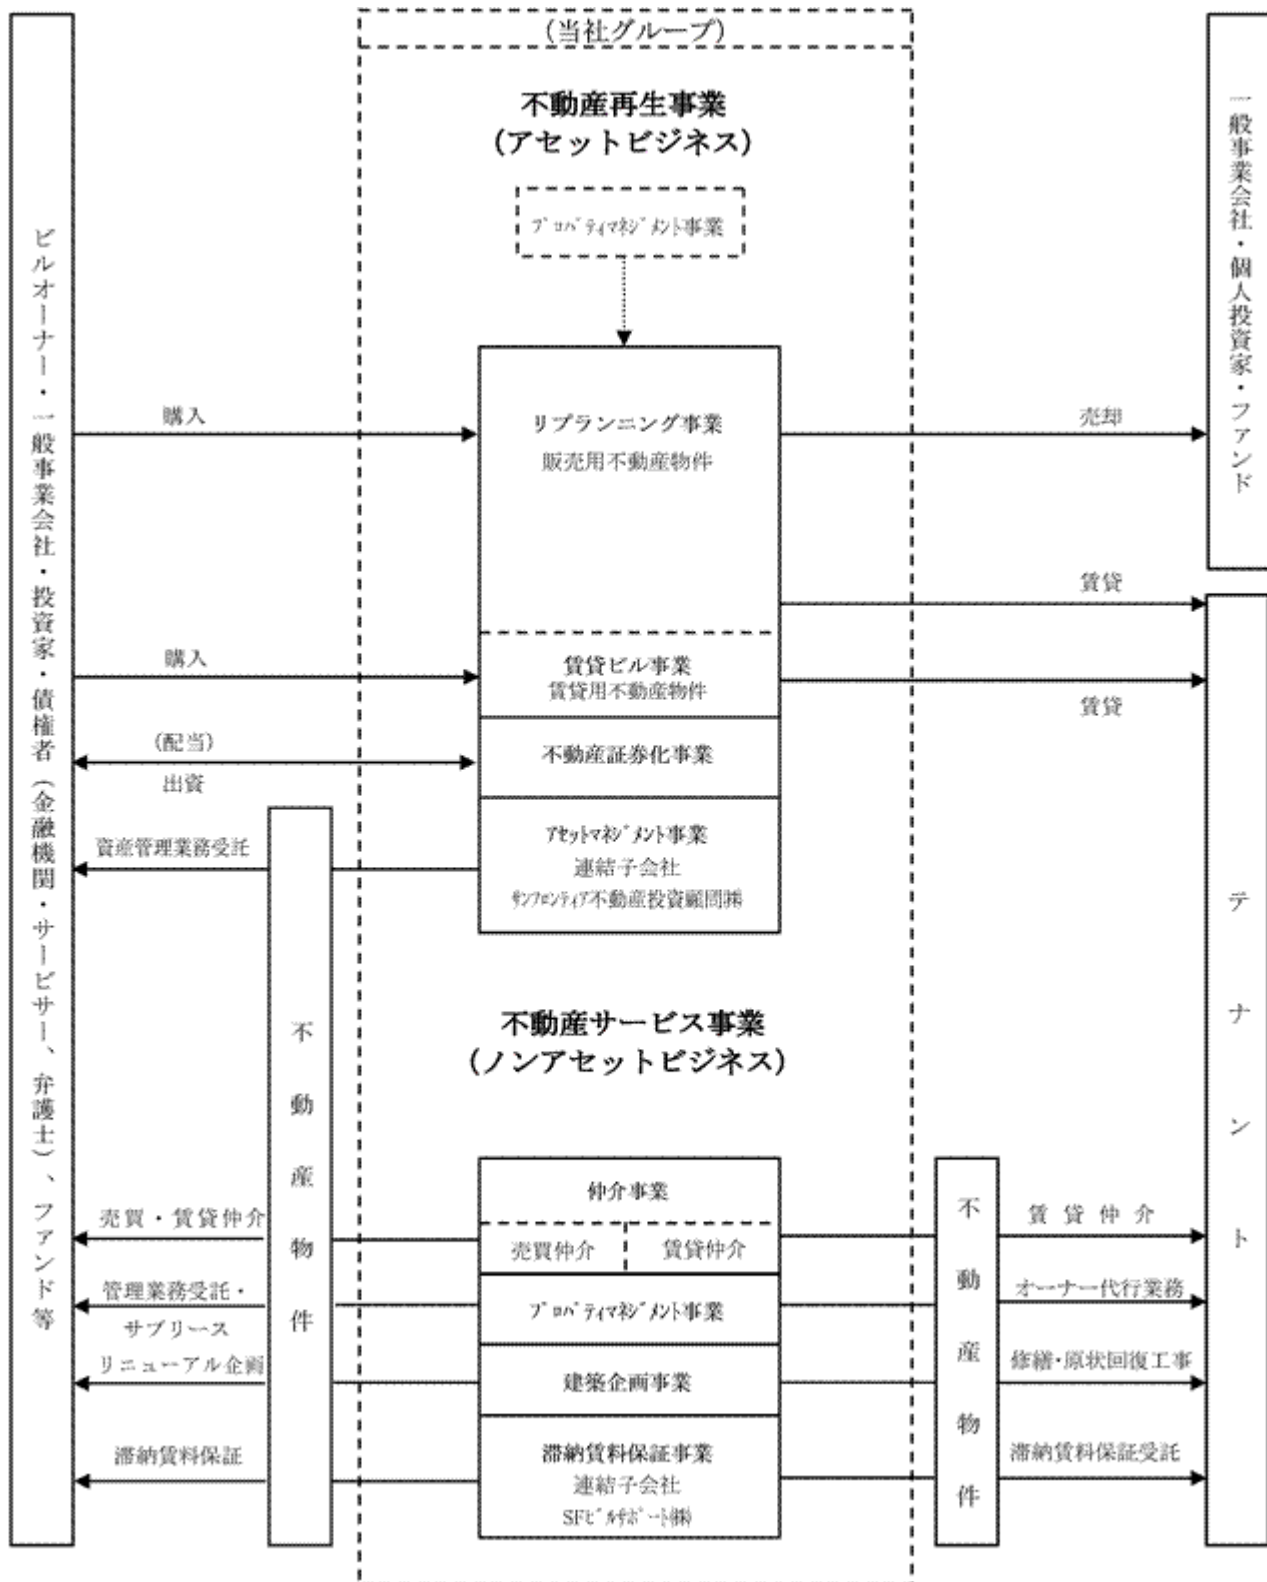 (当社グループ)
不動産再生事業
(アセットビジネス)
プロパティマネジメント事業
ビルオーナー・一般事業会社・投資家・債権者(金融機関・サービサー、弁護士)、ファンド等
一般事業会社・個人投資家・ファンド
購入
リプランニング事業
販売用不動産物件
売却
賃貸
購入
賃貸ビル事業
賃貸用不動産物件
賃貸
(配当)
出資
不動産証券化事業
資産管理業務受託
アセットマネジメント事業
連結子会社
サンフロンティア不動産投資顧問㈱
テナント
不動産物件
不動産サービス事業
(ノンアセットビジネス)
仲介事業
売買・賃貸仲介
売買仲介
賃貸仲介
不動産物件
賃貸仲介
管理業務受託・
サブリース
プロパティマネジメント事業
オーナー代行業務
リニューアル企画
建築企画事業
修繕・原状回復工事
滞納賃料保証
滞納賃料保証事業
連結子会社
SFビルサポート㈱
滞納賃料保証受託